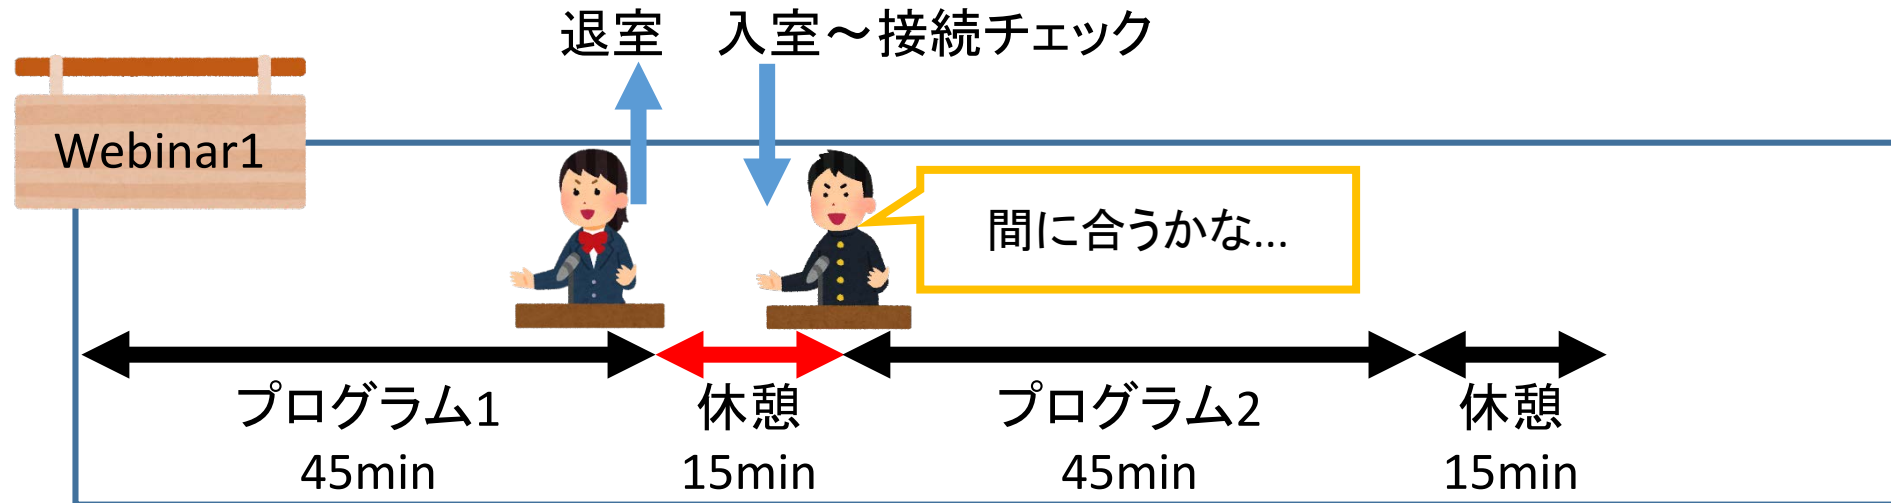 退室 入室～接続チェック
Webinar1
間に合うかな...
プログラム1 休憩 プログラム2 休憩
45min 15min 45min 15min